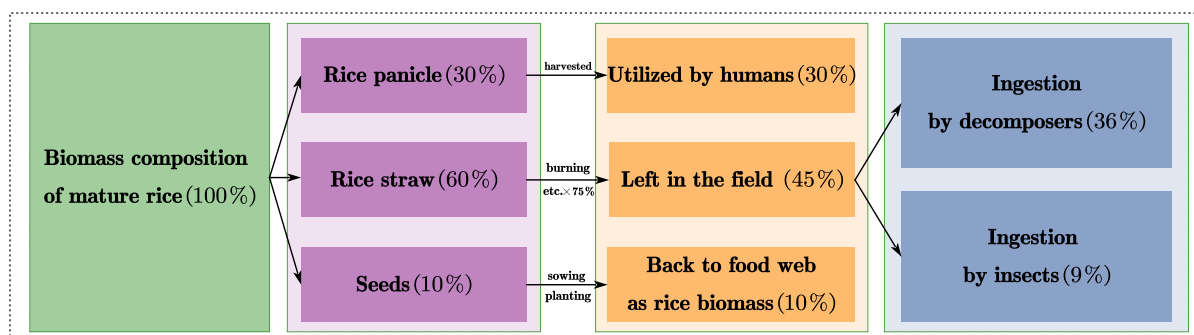 Biomass composition
of mature rice(100%)
Rice panicle(30%)
Rice straw(60%)
Seeds(10%)
harvested
burning
etc.×75%
sowing
planting
Utilized by humans(30%)
Left in the field (45%)
Back to food web
as rice biomass(10%)
Ingestion
by decomposers(36%)
Ingestion
by insects(9%)